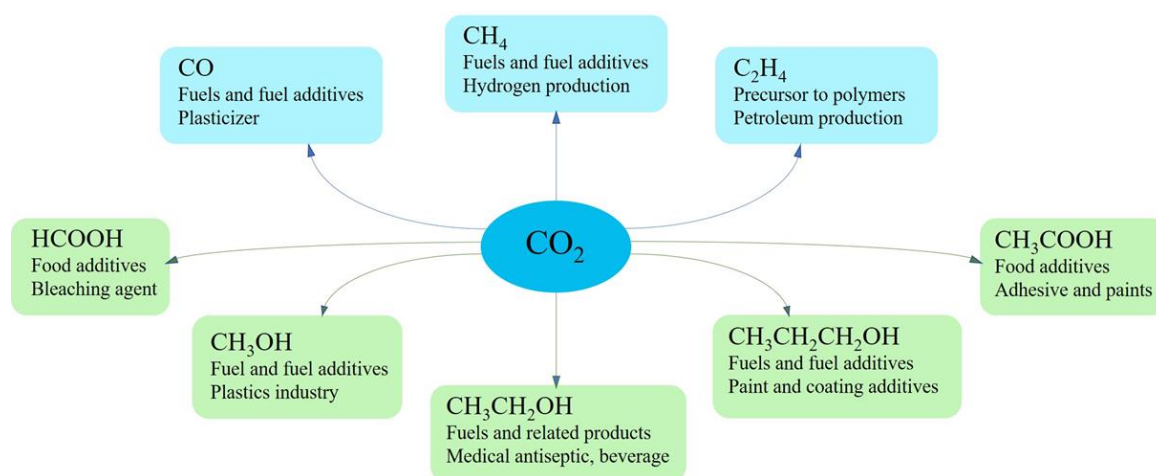 CO
Fuels and fuel additives
Plasticizer
CH₄
Fuels and fuel additives
Hydrogen production
C₂H₄
Precursor to polymers
Petroleum production
CO₂
HCOOH
Food additives
Bleaching agent
CH₃COOH
Food additives
Adhesive and paints
CH₃OH
Fuel and fuel additives
Plastics industry
CH₃CH₂OH
Fuels and related products
Medical antiseptic, beverage
CH₃CH₂CH₂OH
Fuels and fuel additives
Paint and coating additives